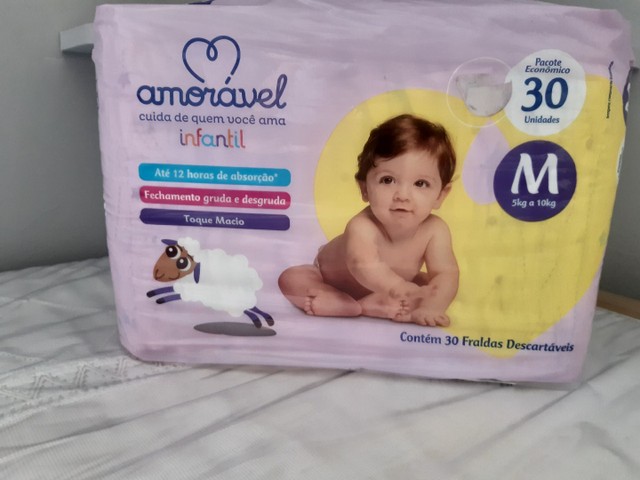 amorável
cuida de quem você ama
infantil
Até 12 horas de absorção*
Fechamento gruda e desgruda
Toque Macio
Pacote
Econômico
30
Unidades
M
5kg a 10kg
Contém 30 Fraldas Descartáveis